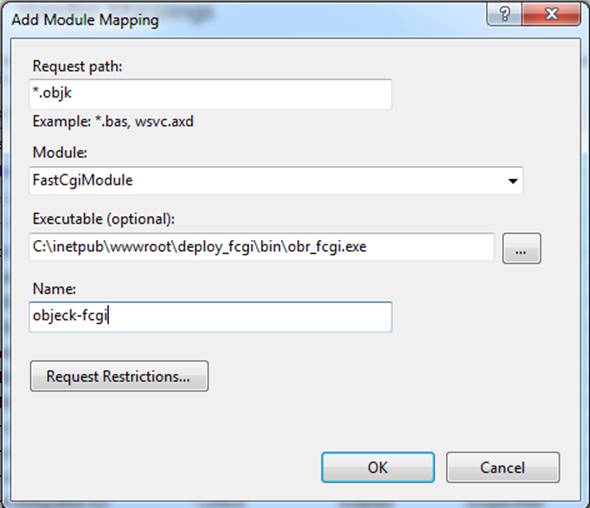 Add Module Mapping
?
Request path:
*.objk
Example: *.bas, wsvc.axd
Module:
FastCgiModule
Executable (optional):
C:\inetpub\wwwroot\deploy_fcgi\bin\obr_fcgi.exe
...
Name:
objeck-fcgi
Request Restrictions...
OK
Cancel